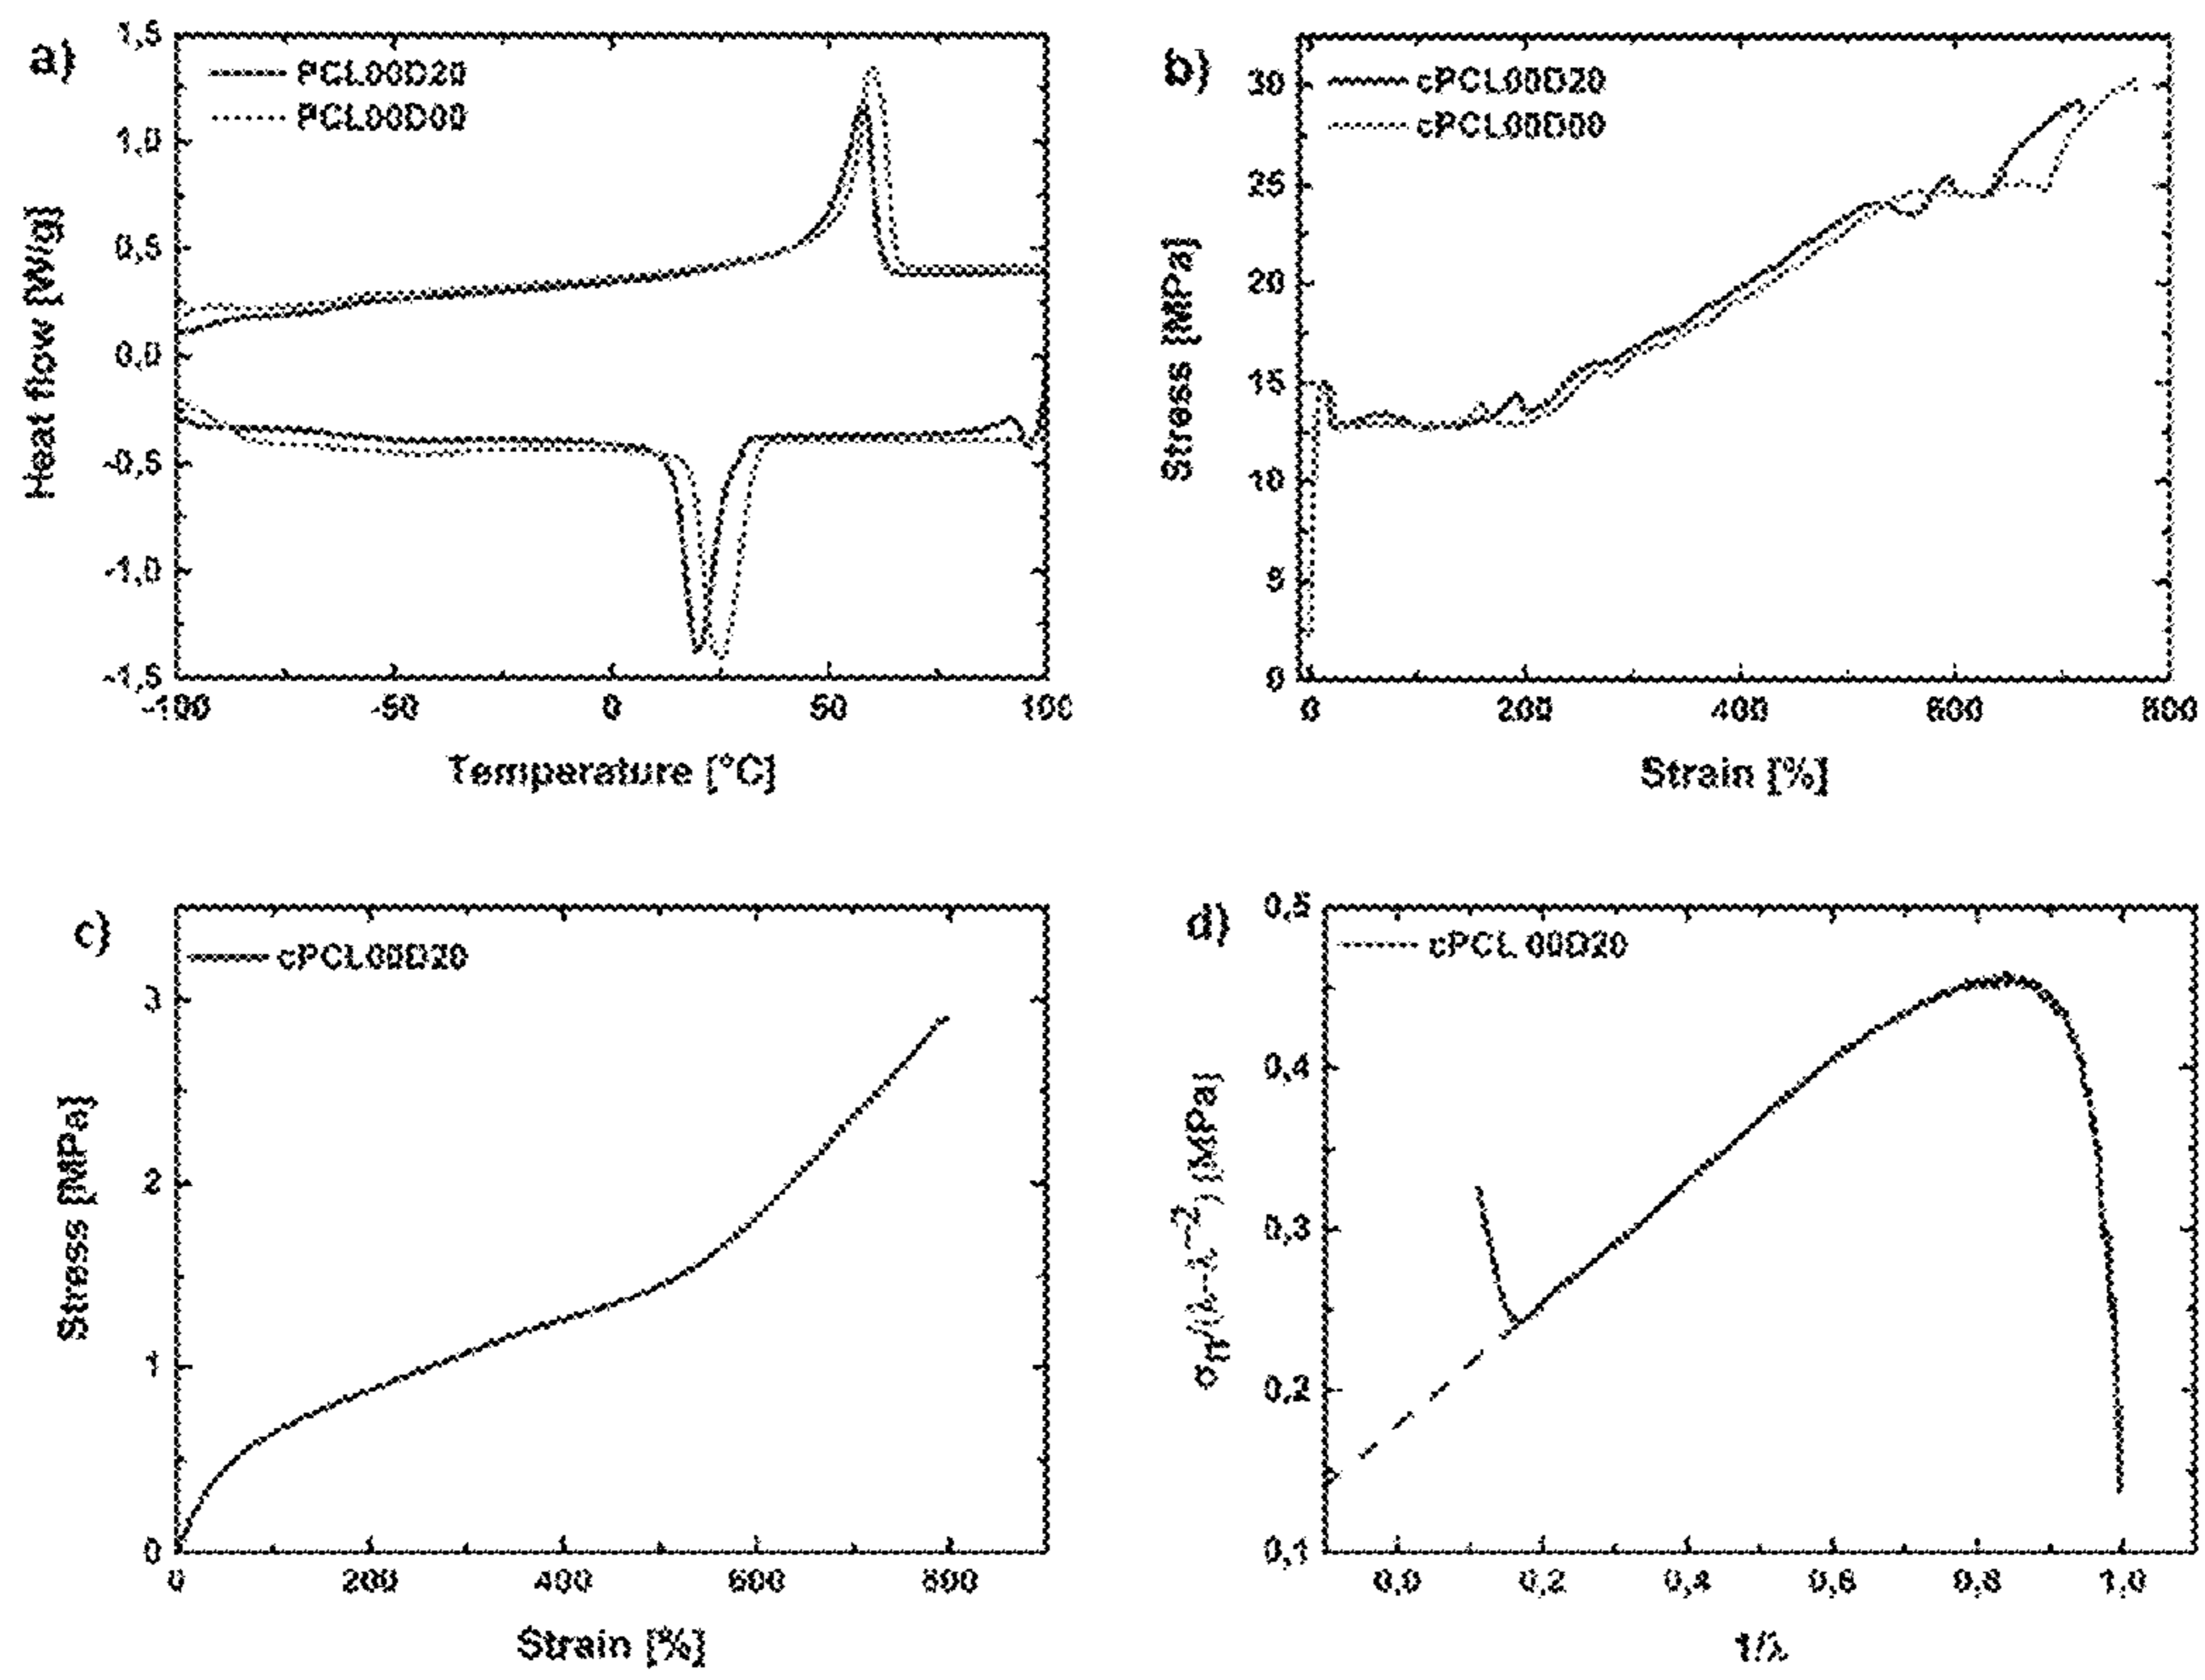 a)
PCL00D20
PCL00D00
1,5
1,0
0,5
0,0
-0,5
-1,0
-1,5
Heat flow [W/g]
-100 -50 0 50 100
Temperature [°C]
b)
cPCL00D20
cPCL00D00
30
25
20
15
10
5
0
Stress [MPa]
0 200 400 600 800
Strain [%]
c)
cPCL00D20
3
2
1
0
Stress [MPa]
0 200 400 600 800
Strain [%]
d)
cPCL 00D20
0,5
0,4
0,3
0,2
0,1
[MPa]
0,0 0,2 0,4 0,6 0,8 1,0
1/λ